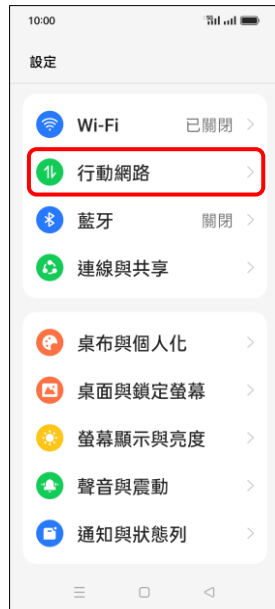 10:00
設定
Wi-Fi 已關閉
行動網路
藍牙 關閉
連線與共享
桌布與個人化
桌面與鎖定螢幕
螢幕顯示與亮度
聲音與震動
通知與狀態列